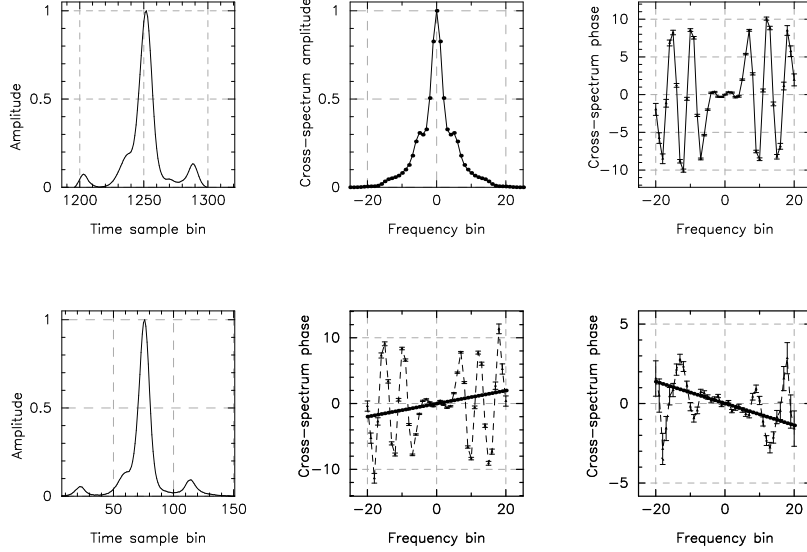 Amplitude
1
0.5
0
1200 1250 1300
Time sample bin
Cross-spectrum amplitude
1
0.5
0
−20 0 20
Frequency bin
Cross-spectrum phase
10
5
0
−5
−10
−20 0 20
Frequency bin
Amplitude
1
0.5
0
50 100 150
Time sample bin
Cross-spectrum phase
10
0
−10
−20 0 20
Frequency bin
Cross-spectrum phase
5
0
−5
−20 0 20
Frequency bin